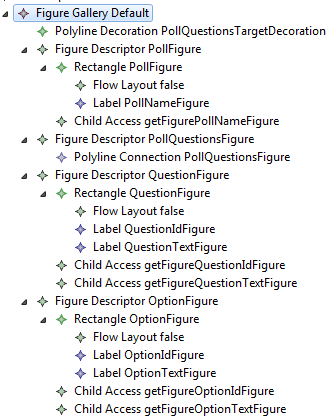 Figure Gallery Default
Polyline Decoration PollQuestionsTargetDecoration
Figure Descriptor PollFigure
Rectangle PollFigure
Flow Layout false
Label PollNameFigure
Child Access getFigurePollNameFigure
Figure Descriptor PollQuestionsFigure
Polyline Connection PollQuestionsFigure
Figure Descriptor QuestionFigure
Rectangle QuestionFigure
Flow Layout false
Label QuestionIdFigure
Label QuestionTextFigure
Child Access getFigureQuestionIdFigure
Child Access getFigureQuestionTextFigure
Figure Descriptor OptionFigure
Rectangle OptionFigure
Flow Layout false
Label OptionIdFigure
Label OptionTextFigure
Child Access getFigureOptionIdFigure
Child Access getFigureOptionTextFigure